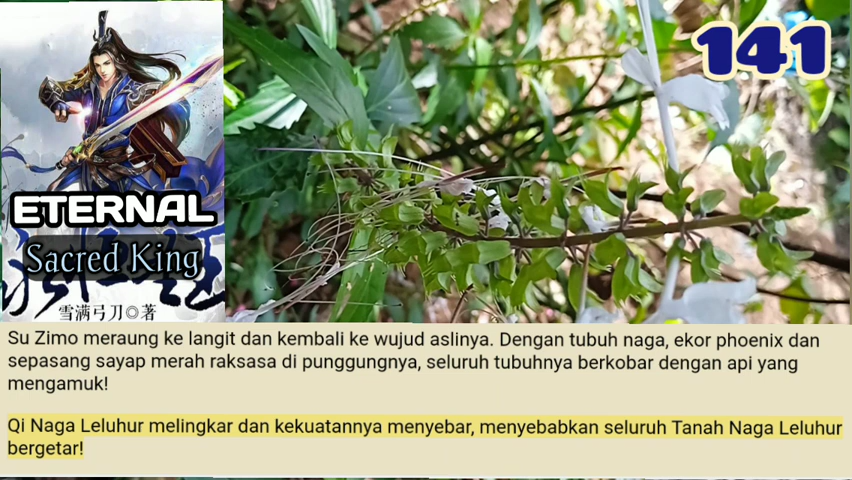 141
ETERNAL
Sacred King
雪满弓刀◎著
Su Zimo meraung ke langit dan kembali ke wujud aslinya. Dengan tubuh naga, ekor phoenix dan
sepasang sayap merah raksasa di punggungnya, seluruh tubuhnya berkobar dengan api yang
mengamuk!
Qi Naga Leluhur melingkar dan kekuatannya menyebar, menyebabkan seluruh Tanah Naga Leluhur
bergetar!